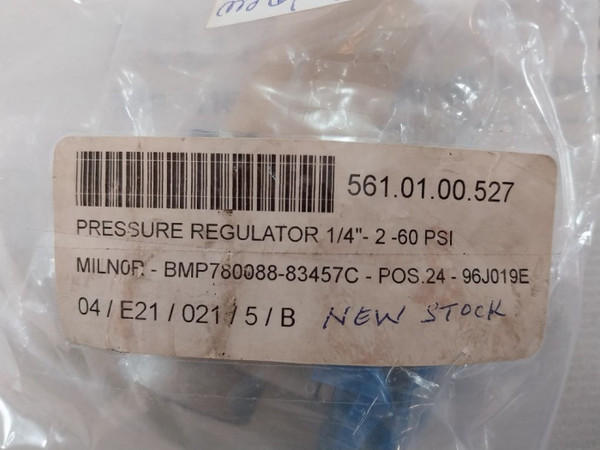 561.01.00.527
PRESSURE REGULATOR 1/4"- 2 -60 PSI
MILNOR - BMP780088-83457C - POS.24 - 96J019E
04 / E21 / 021 / 5 / B NEW STOCK